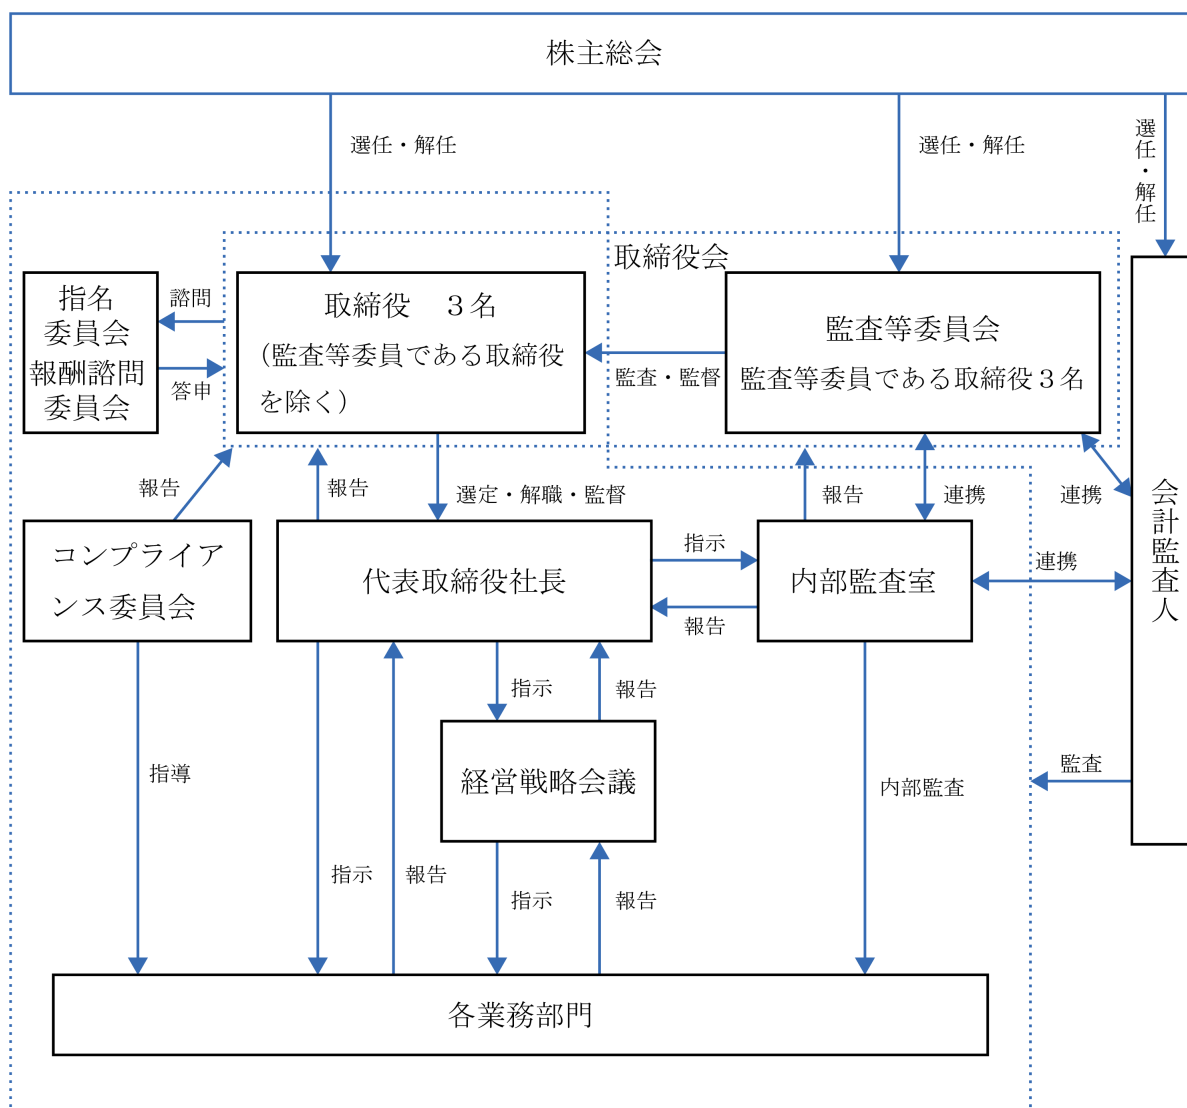 株主総会
選任・解任
選任・解任
選任・解任
取締役会
指名
委員会
報酬諮問
委員会
諮問
答申
取締役　３名
（監査等委員である取締役
を除く）
監査・監督
監査等委員会
監査等委員である取締役３名
報告
報告
選定・解職・監督
報告
連携
連携
会計監査人
コンプライア
ンス委員会
代表取締役社長
指示
報告
内部監査室
連携
指示
報告
経営戦略会議
指導
内部監査
監査
指示
報告
指示
報告
各業務部門